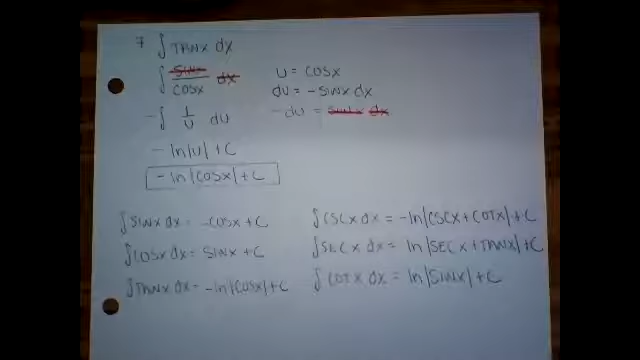 7 ∫ TANX dx
∫ SINX/COSX dx
U = COSX
dU = -SINX dX
-∫ 1/U dU
-dU = SINX dX
- ln|U| + C
- ln|COSX| + C
∫SINX dX = -COSX + C
∫CSCX dX = -ln|CSCX + COTX| + C
∫COSX dX = SINX + C
∫SECX dX = ln|SECX + TANX| + C
∫TANX dX = -ln|COSX| + C
∫COTX dX = ln|SINX| + C